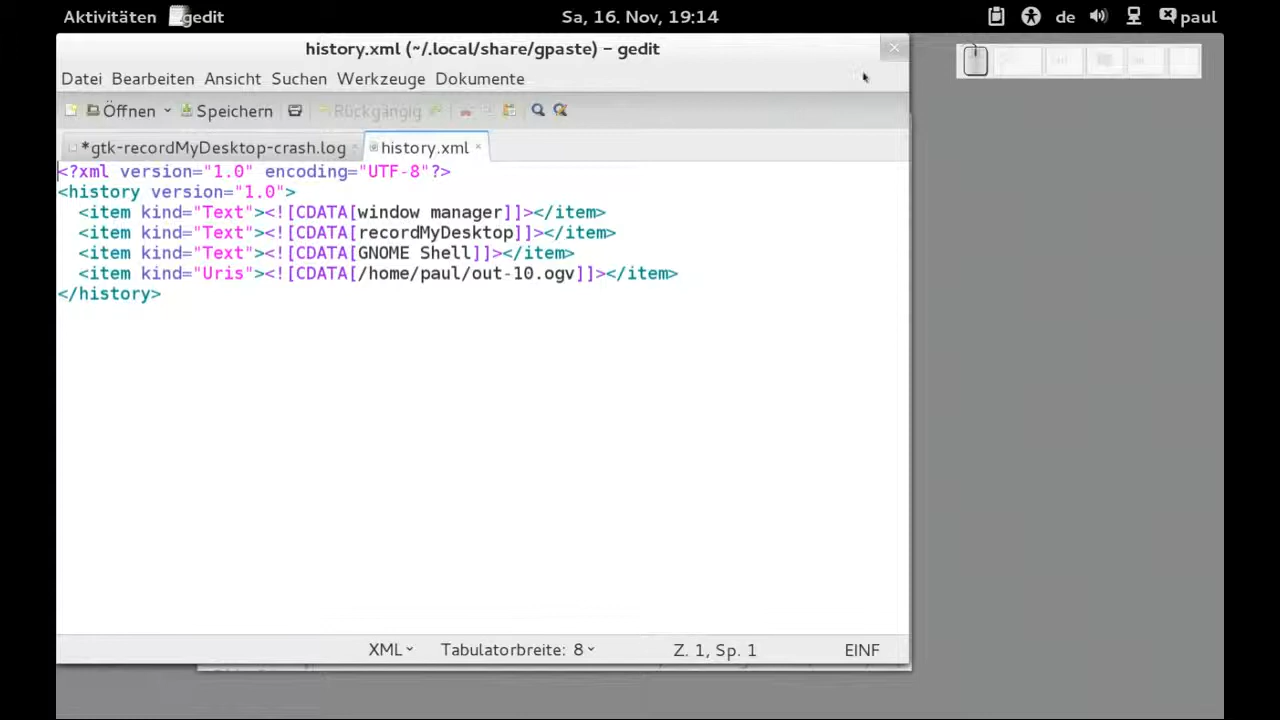 Aktivitäten gedit Sa, 16. Nov, 19:14 de paul
history.xml (~/.local/share/gpaste) – gedit
Datei Bearbeiten Ansicht Suchen Werkzeuge Dokumente
Öffnen Speichern Rückgängig
*gtk-recordMyDesktop-crash.log history.xml
<?xml version="1.0" encoding="UTF-8"?>
<history version="1.0">
  <item kind="Text"><![CDATA[window manager]]></item>
  <item kind="Text"><![CDATA[recordMyDesktop]]></item>
  <item kind="Text"><![CDATA[GNOME Shell]]></item>
  <item kind="Uris"><![CDATA[/home/paul/out-10.ogv]]></item>
</history>
XML Tabulatorbreite: 8 Z. 1, Sp. 1 EINF